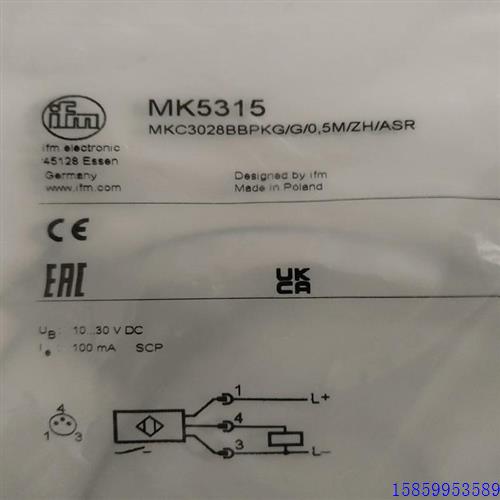 ifm
MK5315
MKC3028BBPKG/G/0,5M/ZH/ASR
ifm electronic
45128 Essen
Germany
www.ifm.com
Designed by ifm
Made in Poland
CE
EAC
UK
CA
UB: 10...30 V DC
Ie: 100 mA SCP
1
L+
4
4
1
3
3
L–
15859953589